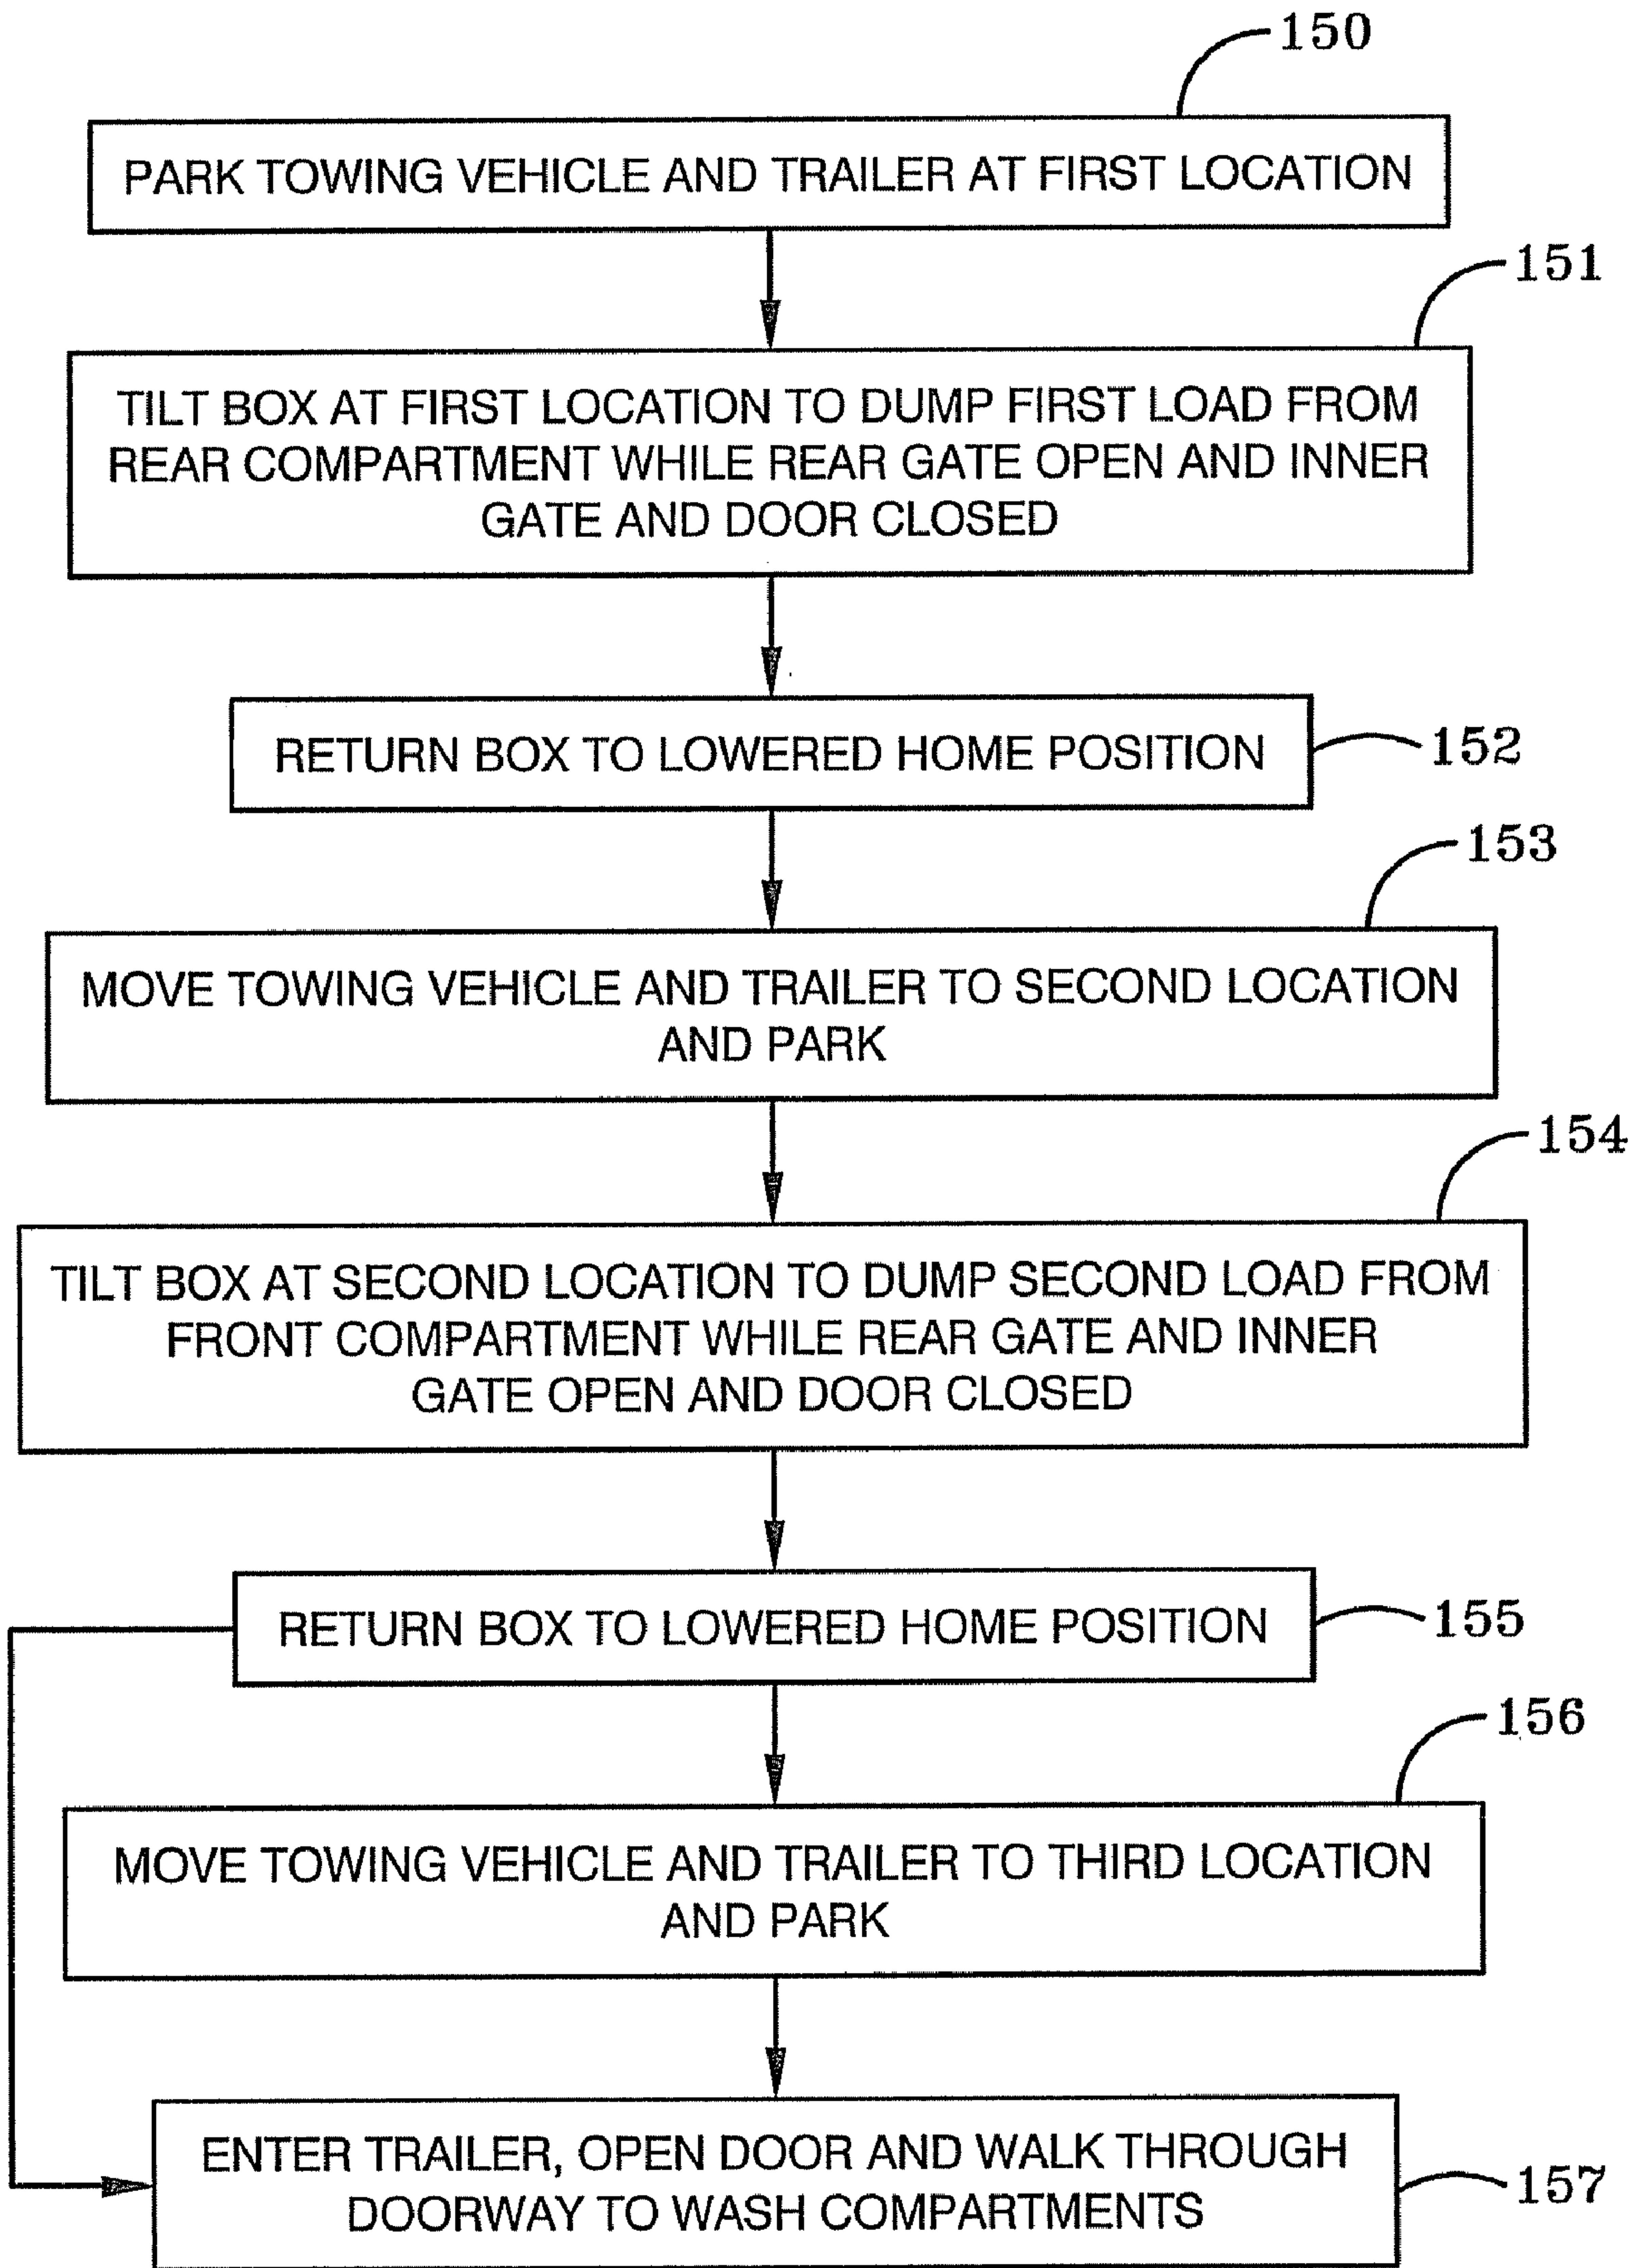 150
PARK TOWING VEHICLE AND TRAILER AT FIRST LOCATION
151
TILT BOX AT FIRST LOCATION TO DUMP FIRST LOAD FROM
REAR COMPARTMENT WHILE REAR GATE OPEN AND INNER
GATE AND DOOR CLOSED
RETURN BOX TO LOWERED HOME POSITION
152
153
MOVE TOWING VEHICLE AND TRAILER TO SECOND LOCATION
AND PARK
154
TILT BOX AT SECOND LOCATION TO DUMP SECOND LOAD FROM
FRONT COMPARTMENT WHILE REAR GATE AND INNER
GATE OPEN AND DOOR CLOSED
RETURN BOX TO LOWERED HOME POSITION
155
156
MOVE TOWING VEHICLE AND TRAILER TO THIRD LOCATION
AND PARK
ENTER TRAILER, OPEN DOOR AND WALK THROUGH
DOORWAY TO WASH COMPARTMENTS
157